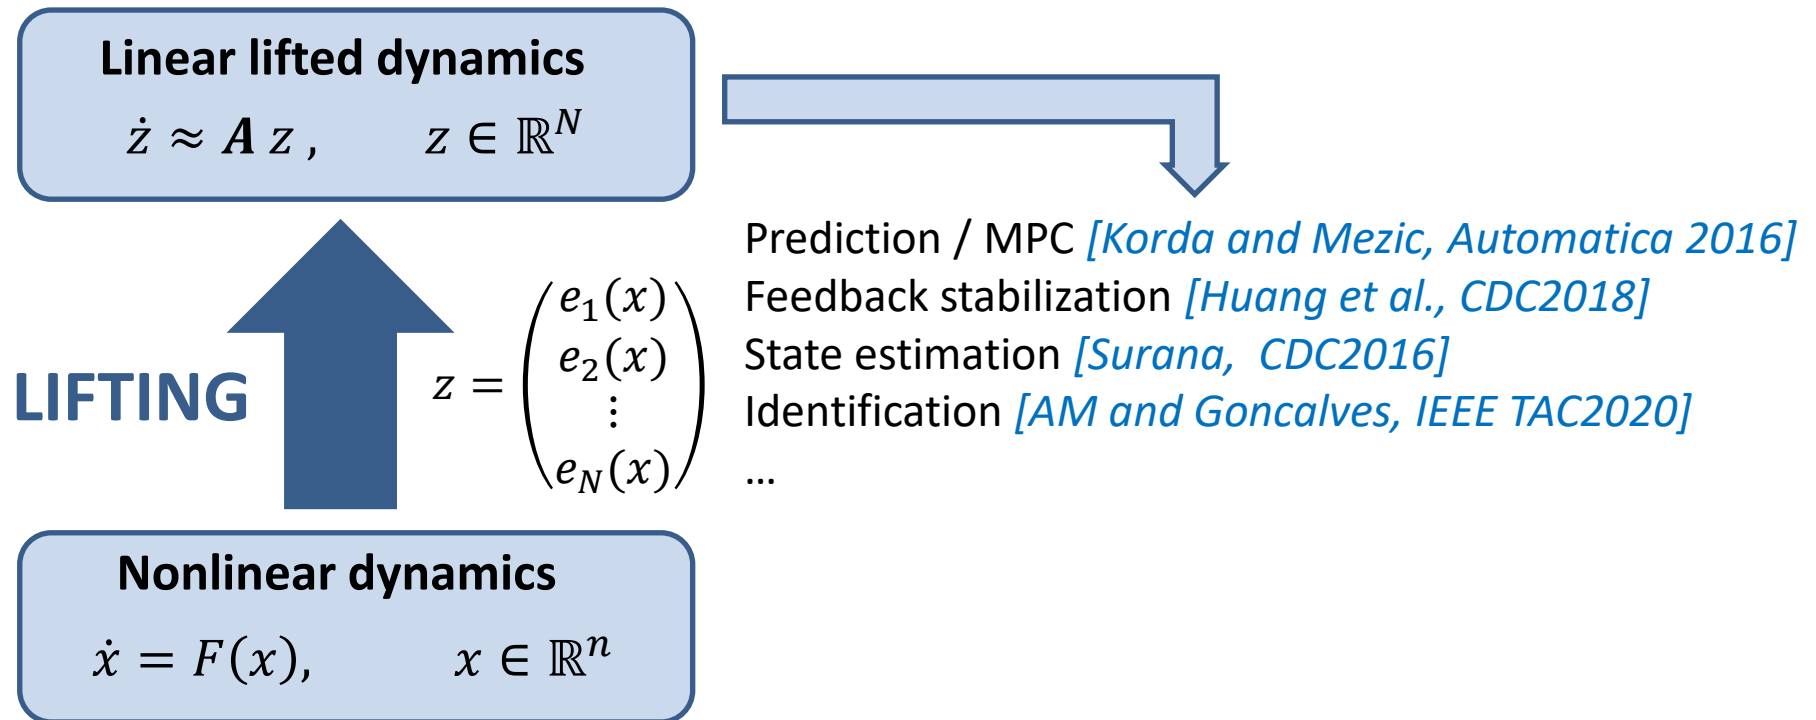 Linear lifted dynamics
ż ≈ A z , z ∈ ℝ^N
LIFTING
z = (e_1(x) e_2(x) ⋮ e_N(x))
Prediction / MPC [Korda and Mezic, Automatica 2016]
Feedback stabilization [Huang et al., CDC2018]
State estimation [Surana, CDC2016]
Identification [AM and Goncalves, IEEE TAC2020]
...
Nonlinear dynamics
ẋ = F(x), x ∈ ℝ^n